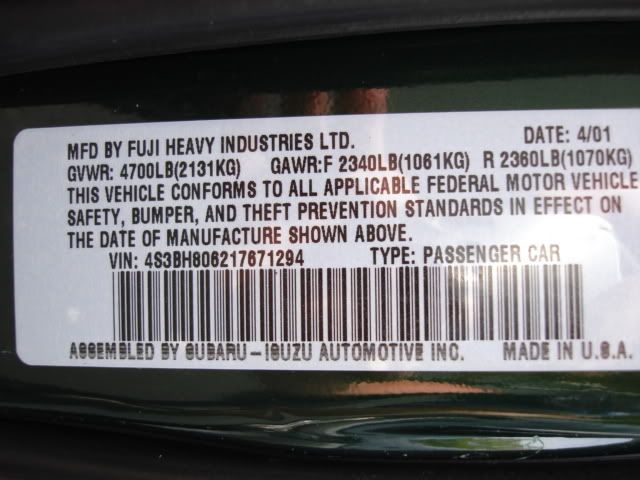 MFD BY FUJI HEAVY INDUSTRIES LTD. DATE: 4/01
GVWR: 4700LB(2131KG) GAWR:F 2340LB(1061KG) R 2360LB(1070KG)
THIS VEHICLE CONFORMS TO ALL APPLICABLE FEDERAL MOTOR VEHICLE
SAFETY, BUMPER, AND THEFT PREVENTION STANDARDS IN EFFECT ON
THE DATE OF MANUFACTURE SHOWN ABOVE.
VIN: 4S3BH806217671294 TYPE: PASSENGER CAR
ASSEMBLED BY SUBARU-ISUZU AUTOMOTIVE INC. MADE IN U.S.A.